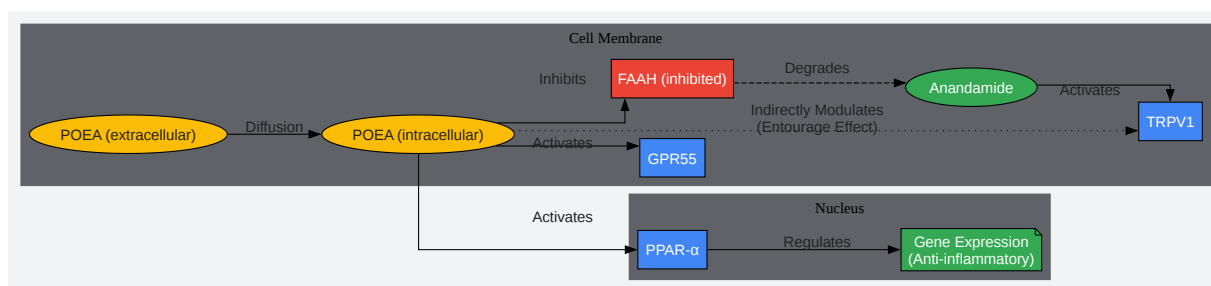 Cell Membrane
Inhibits
FAAH (inhibited)
Degrades
Anandamide
Activates
POEA (extracellular)
Diffusion
POEA (intracellular)
Indirectly Modulates
(Entourage Effect)
TRPV1
Activates
GPR55
Nucleus
Activates
PPAR-α
Regulates
Gene Expression
(Anti-inflammatory)